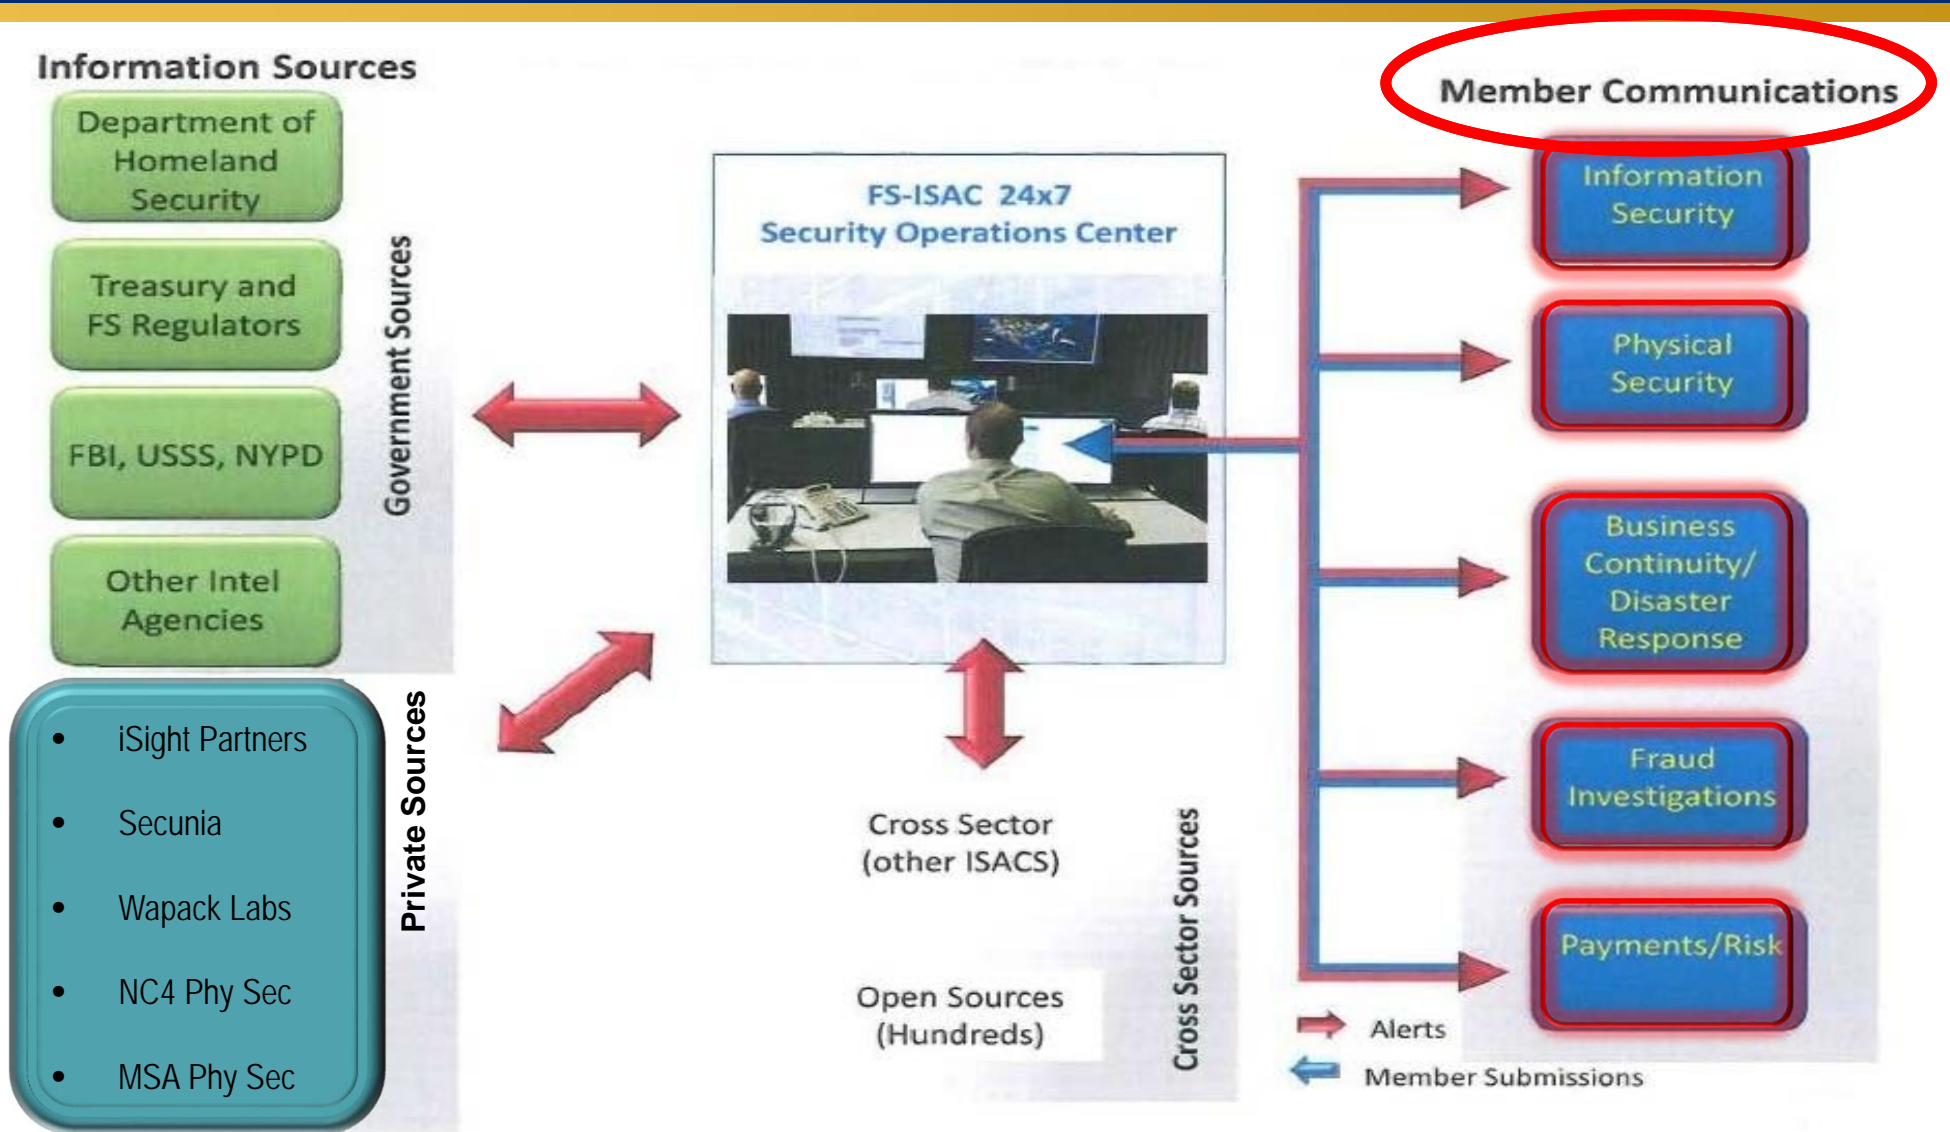 Information Sources
Department of
Homeland
Security
Treasury and
FS Regulators
FBI, USSS, NYPD
Other Intel
Agencies
Government Sources
• iSight Partners
• Secunia
• Wapack Labs
• NC4 Phy Sec
• MSA Phy Sec
Private Sources
FS-ISAC 24x7
Security Operations Center
Cross Sector
(other ISACS)
Open Sources
(Hundreds)
Cross Sector Sources
Member Communications
Information
Security
Physical
Security
Business
Continuity/
Disaster
Response
Fraud
Investigations
Payments/Risk
Alerts
Member Submissions